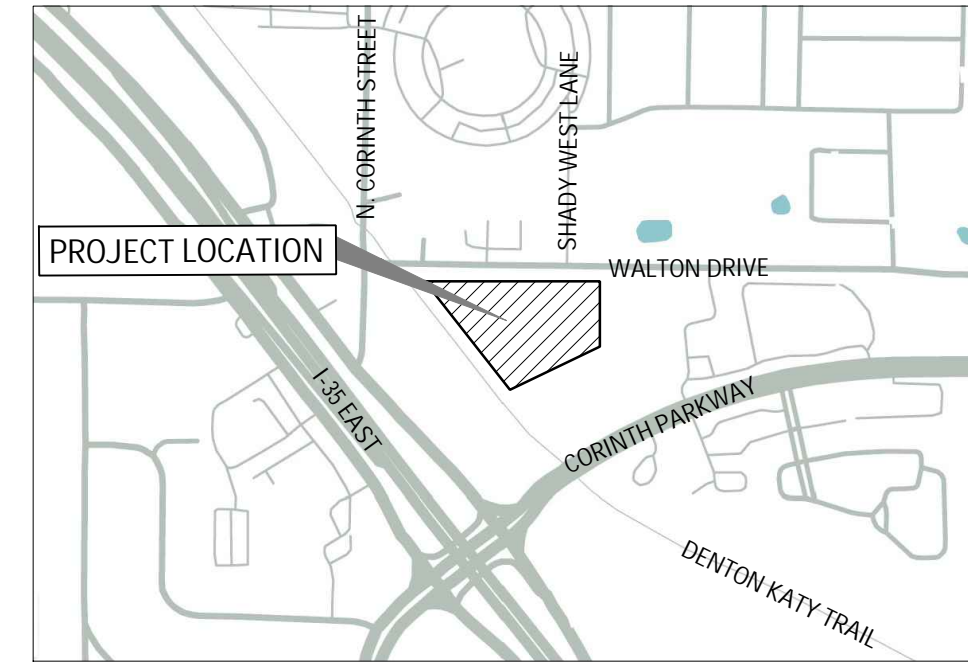 N. CORINTH STREET
SHADY WEST LANE
PROJECT LOCATION
WALTON DRIVE
I-35 EAST
CORINTH PARKWAY
DENTON KATY TRAIL